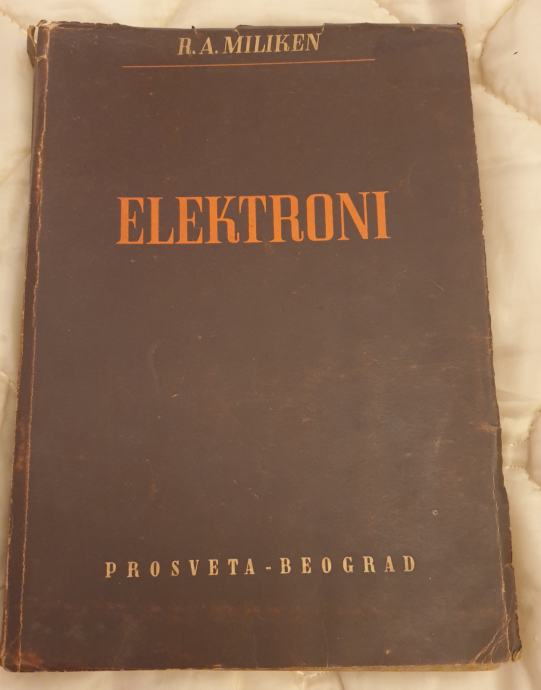 R. A. MILIKEN
ELEKTRONI
PROSVETA - BEOGRAD